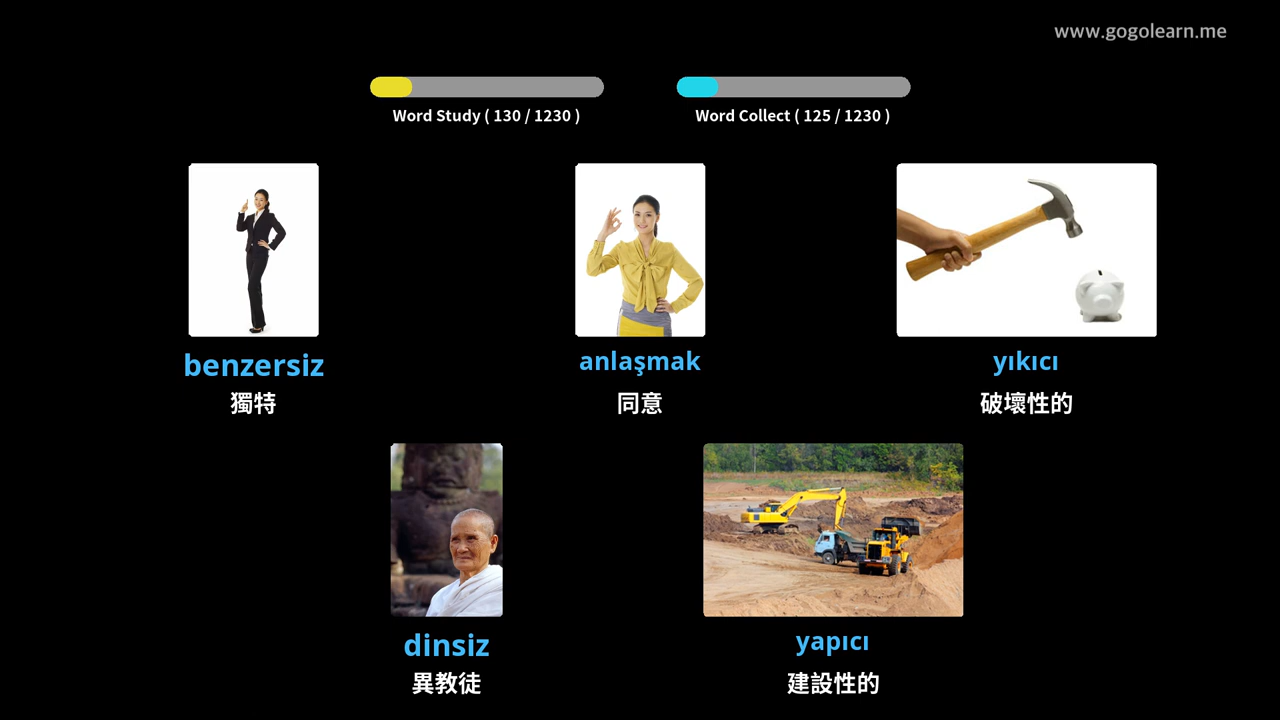 www.gogolearn.me
Word Study ( 130 / 1230 )
Word Collect ( 125 / 1230 )
benzersiz
獨特
anlaşmak
同意
yıkıcı
破壞性的
dinsiz
異教徒
yapıcı
建設性的